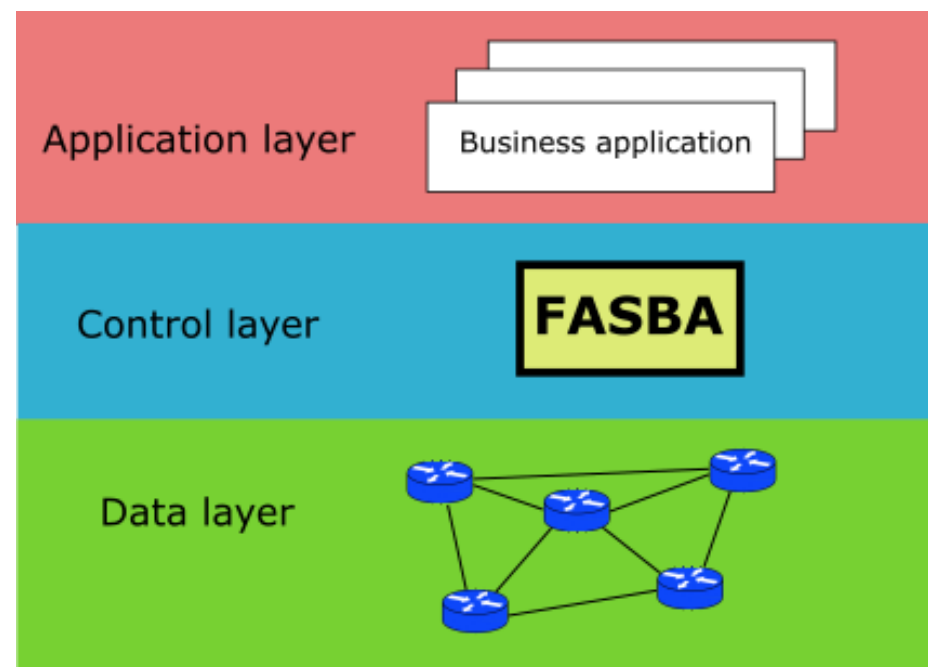 Application layer
Business application
Control layer
FASBA
Data layer